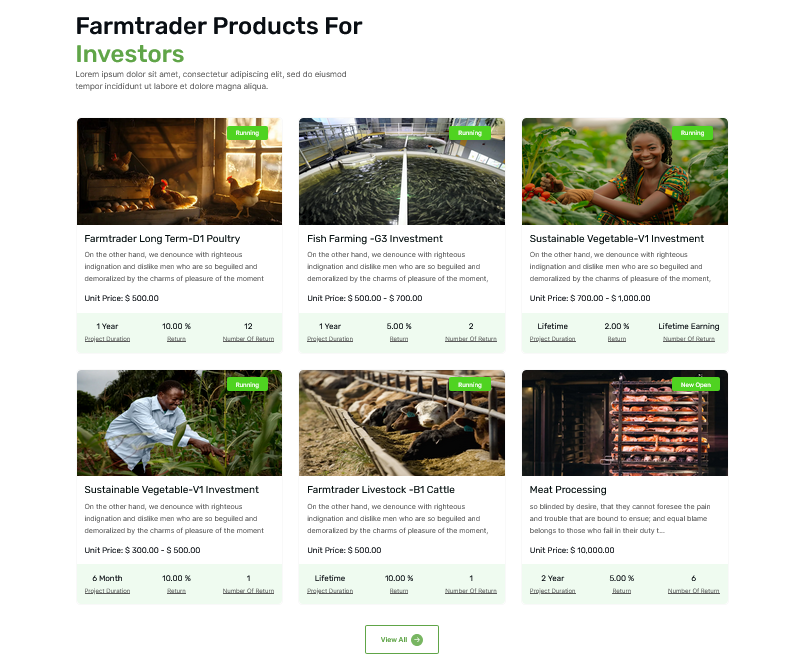 Farmtrader Products For
Investors
Lorem ipsum dolor sit amet, consectetur adipiscing elit, sed do eiusmod
tempor incididunt ut labore et dolore magna aliqua.
Running
Farmtrader Long Term-D1 Poultry
On the other hand, we denounce with righteous
indignation and dislike men who are so beguiled and
demoralized by the charms of pleasure of the moment
Unit Price: $ 500.00
1 Year 10.00 % 12
Project Duration Return Number Of Return
Running
Fish Farming -G3 Investment
On the other hand, we denounce with righteous
indignation and dislike men who are so beguiled and
demoralized by the charms of pleasure of the moment,
Unit Price: $ 500.00 - $ 700.00
1 Year 5.00 % 2
Project Duration Return Number Of Return
Running
Sustainable Vegetable-V1 Investment
On the other hand, we denounce with righteous
indignation and dislike men who are so beguiled and
demoralized by the charms of pleasure of the moment,
Unit Price: $ 700.00 - $ 1,000.00
Lifetime 2.00 % Lifetime Earning
Project Duration Return Number Of Return
Running
Sustainable Vegetable-V1 Investment
On the other hand, we denounce with righteous
indignation and dislike men who are so beguiled and
demoralized by the charms of pleasure of the moment
Unit Price: $ 300.00 - $ 500.00
6 Month 10.00 % 1
Project Duration Return Number Of Return
Running
Farmtrader Livestock -B1 Cattle
On the other hand, we denounce with righteous
indignation and dislike men who are so beguiled and
demoralized by the charms of pleasure of the moment,
Unit Price: $ 500.00
Lifetime 10.00 % 1
Project Duration Return Number Of Return
New Open
Meat Processing
so blinded by desire, that they cannot foresee the pain
and trouble that are bound to ensue; and equal blame
belongs to those who fail in their duty t...
Unit Price: $ 10,000.00
2 Year 5.00 % 6
Project Duration Return Number Of Return
View All